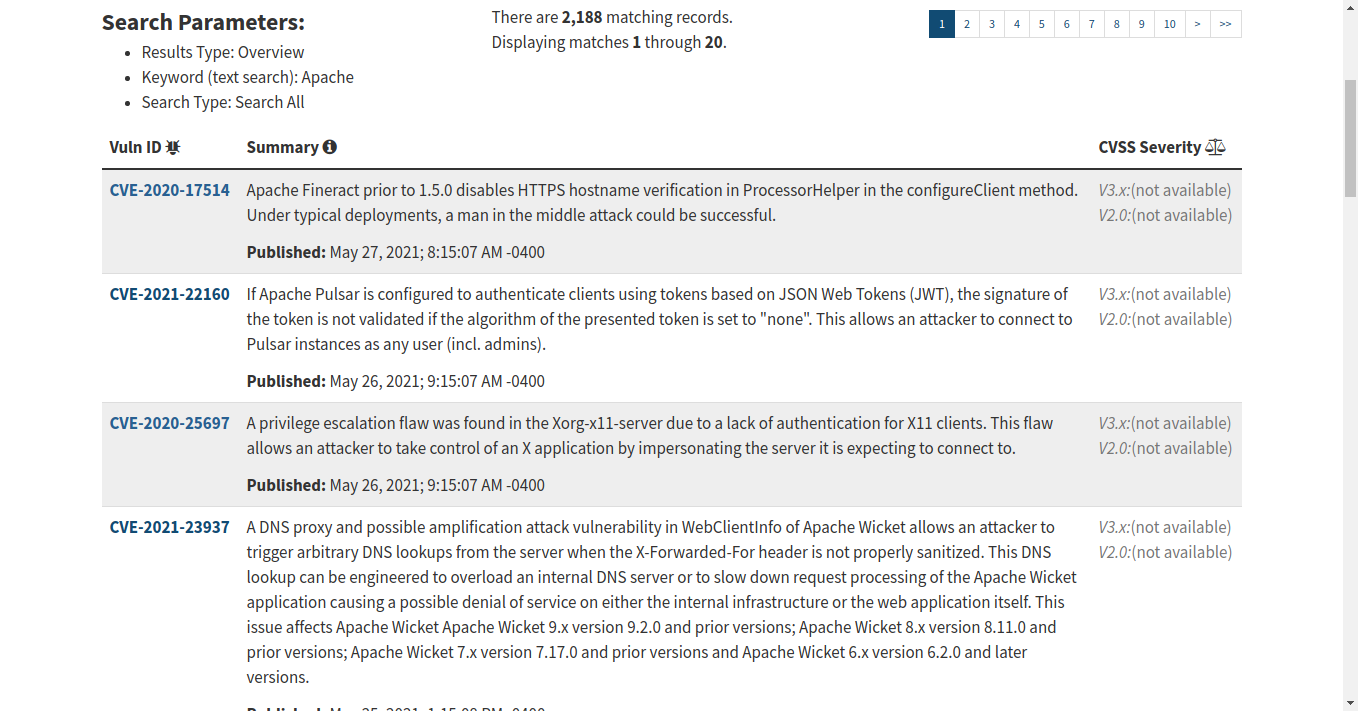 Search Parameters:
Results Type: Overview
Keyword (text search): Apache
Search Type: Search All
There are 2,188 matching records.
Displaying matches 1 through 20.
1 2 3 4 5 6 7 8 9 10 > >>
Vuln ID Summary CVSS Severity
CVE-2020-17514
Apache Fineract prior to 1.5.0 disables HTTPS hostname verification in ProcessorHelper in the configureClient method.
Under typical deployments, a man in the middle attack could be successful.
Published: May 27, 2021; 8:15:07 AM -0400
V3.x:(not available)
V2.0:(not available)
CVE-2021-22160
If Apache Pulsar is configured to authenticate clients using tokens based on JSON Web Tokens (JWT), the signature of
the token is not validated if the algorithm of the presented token is set to "none". This allows an attacker to connect to
Pulsar instances as any user (incl. admins).
Published: May 26, 2021; 9:15:07 AM -0400
V3.x:(not available)
V2.0:(not available)
CVE-2020-25697
A privilege escalation flaw was found in the Xorg-x11-server due to a lack of authentication for X11 clients. This flaw
allows an attacker to take control of an X application by impersonating the server it is expecting to connect to.
Published: May 26, 2021; 9:15:07 AM -0400
V3.x:(not available)
V2.0:(not available)
CVE-2021-23937
A DNS proxy and possible amplification attack vulnerability in WebClientInfo of Apache Wicket allows an attacker to
trigger arbitrary DNS lookups from the server when the X-Forwarded-For header is not properly sanitized. This DNS
lookup can be engineered to overload an internal DNS server or to slow down request processing of the Apache Wicket
application causing a possible denial of service on either the internal infrastructure or the web application itself. This
issue affects Apache Wicket Apache Wicket 9.x version 9.2.0 and prior versions; Apache Wicket 8.x version 8.11.0 and
prior versions; Apache Wicket 7.x version 7.17.0 and prior versions and Apache Wicket 6.x version 6.2.0 and later
versions.
V3.x:(not available)
V2.0:(not available)